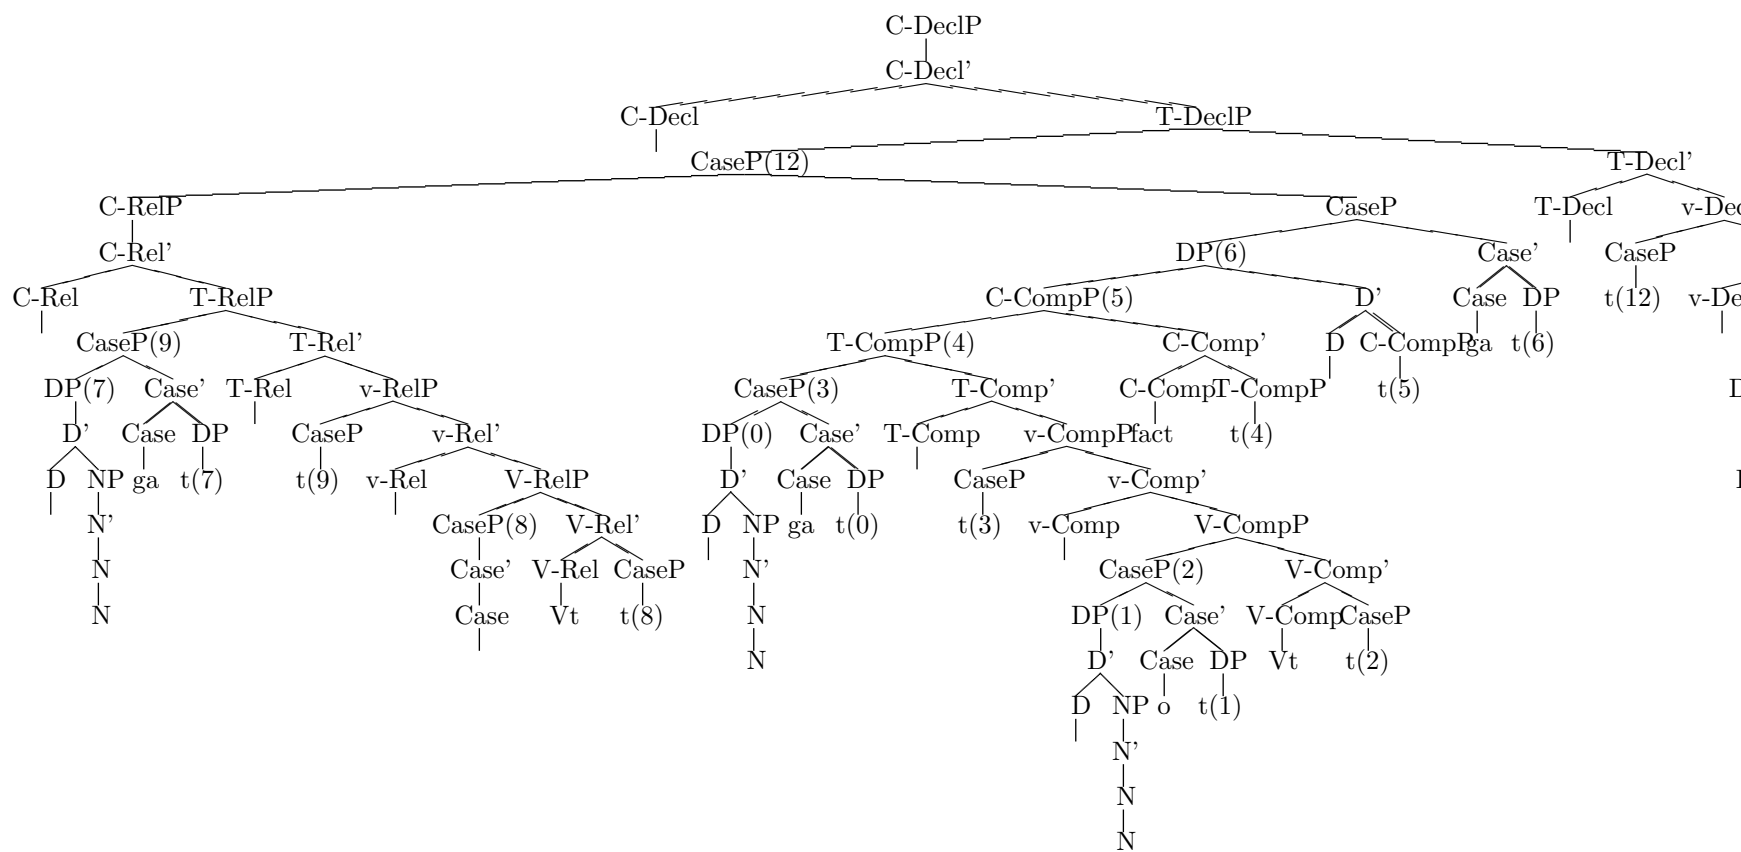 C-DeclP
C-Decl'
C-Decl T-DeclP
CaseP(12) T-Decl'
C-RelP CaseP T-Decl
C-Rel' DP(6) Case' CaseP
C-Rel T-RelP C-CompP(5) D' Case DP t(12)
CaseP(9) T-Rel' T-CompP(4) C-Comp' D C-CompP ga t(6)
DP(7) Case' T-Rel v-RelP CaseP(3) T-Comp' C-Comp T-CompP t(5)
D' Case DP CaseP v-Rel' DP(0) Case' T-Comp v-CompP fact t(4)
D NP ga t(7) t(9) v-Rel V-RelP D' Case DP CaseP v-Comp'
N' CaseP(8) V-Rel' D NP ga t(0) t(3) v-Comp V-CompP
N Case' V-Rel CaseP N' CaseP(2) V-Comp'
N Case Vt t(8) N DP(1) Case' V-Comp CaseP
N D' Case DP Vt t(2)
D NP o t(1)
N'
N
N